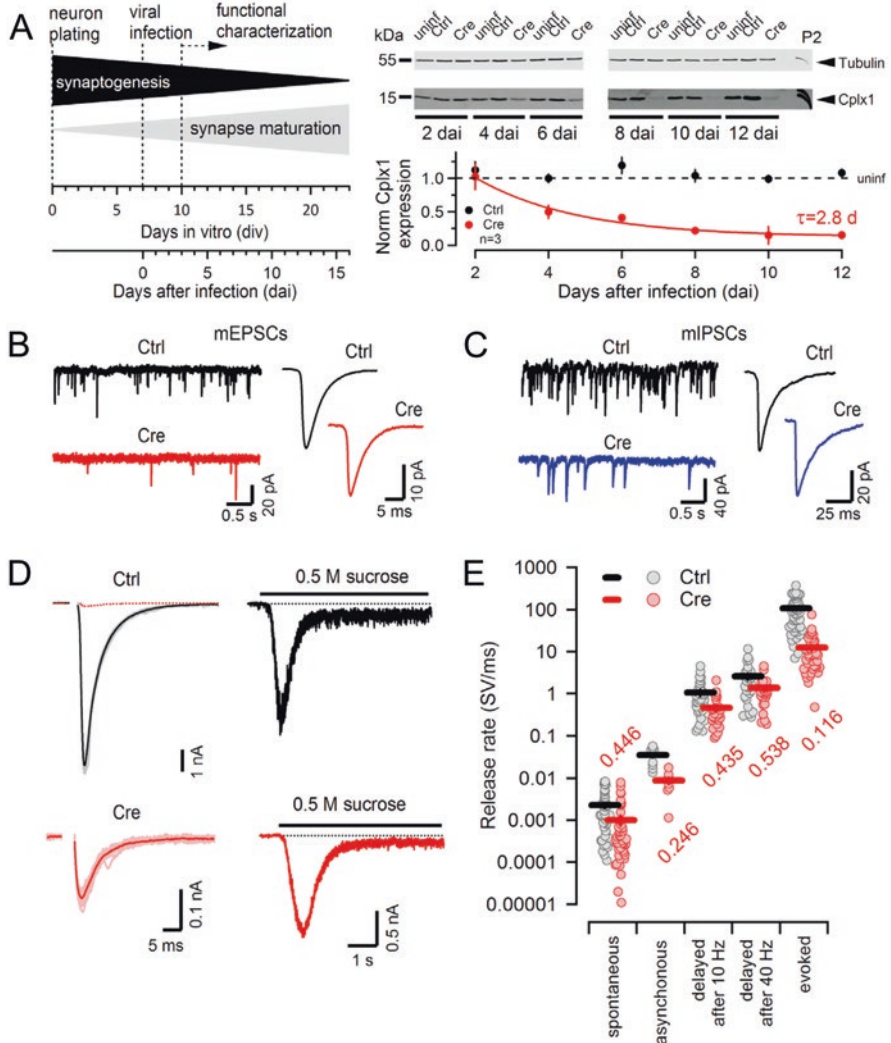 A
neuron plating
viral infection
functional characterization
synaptogenesis
synapse maturation
0 5 10 15 20
Days in vitro (div)
0 5 10 15
Days after infection (dai)
kDa
uninf Ctrl Cre uninf Ctrl Cre uninf Ctrl Cre uninf Ctrl Cre uninf Ctrl Cre uninf Ctrl Cre P2
55
Tubulin
15
Cplx1
2 dai 4 dai 6 dai 8 dai 10 dai 12 dai
Norm Cplx1 expression
1.0
0.5
0.0
uninf
Ctrl
Cre
n=3
τ=2.8 d
2 4 6 8 10 12
Days after infection (dai)
B
mEPSCs
Ctrl
Ctrl
Cre
Cre
0.5 s
20 pA
5 ms
10 pA
C
mIPSCs
Ctrl
Ctrl
Cre
Cre
0.5 s
40 pA
25 ms
20 pA
D
Ctrl
0.5 M sucrose
1 nA
Cre
0.5 M sucrose
5 ms
0.1 nA
1 s
0.5 nA
E
Release rate (SV/ms)
1000
100
10
1
0.1
0.01
0.001
0.0001
0.00001
Ctrl
Cre
0.446
0.246
0.435
0.538
0.116
spontaneous
asynchonous
delayed after 10 Hz
delayed after 40 Hz
evoked